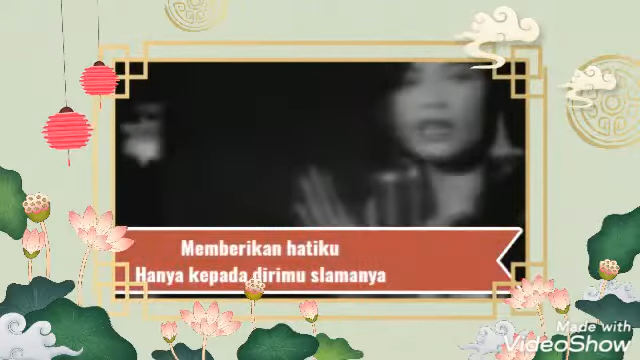 Memberikan hatiku
Hanya kepada dirimu slamanya
Made with
VideoShow